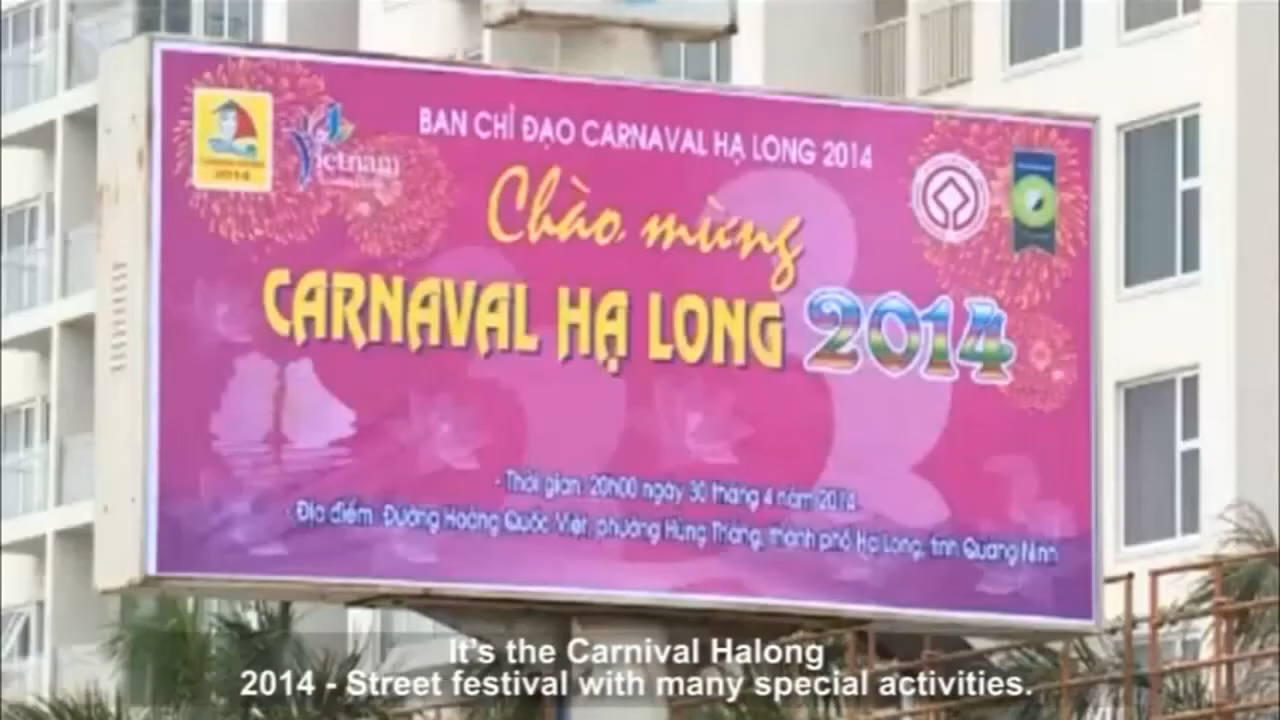 BAN CHỈ ĐẠO CARNAVAL HẠ LONG 2014
Vietnam
2014
Chào mừng
CARNAVAL HẠ LONG 2014
- Thời gian: 20h00 ngày 30 tháng 4 năm 2014
- Địa điểm: Đường Hoàng Quốc Việt, phường Hùng Thắng, thành phố Hạ Long, tỉnh Quảng Ninh
It's the Carnival Halong
2014 - Street festival with many special activities.